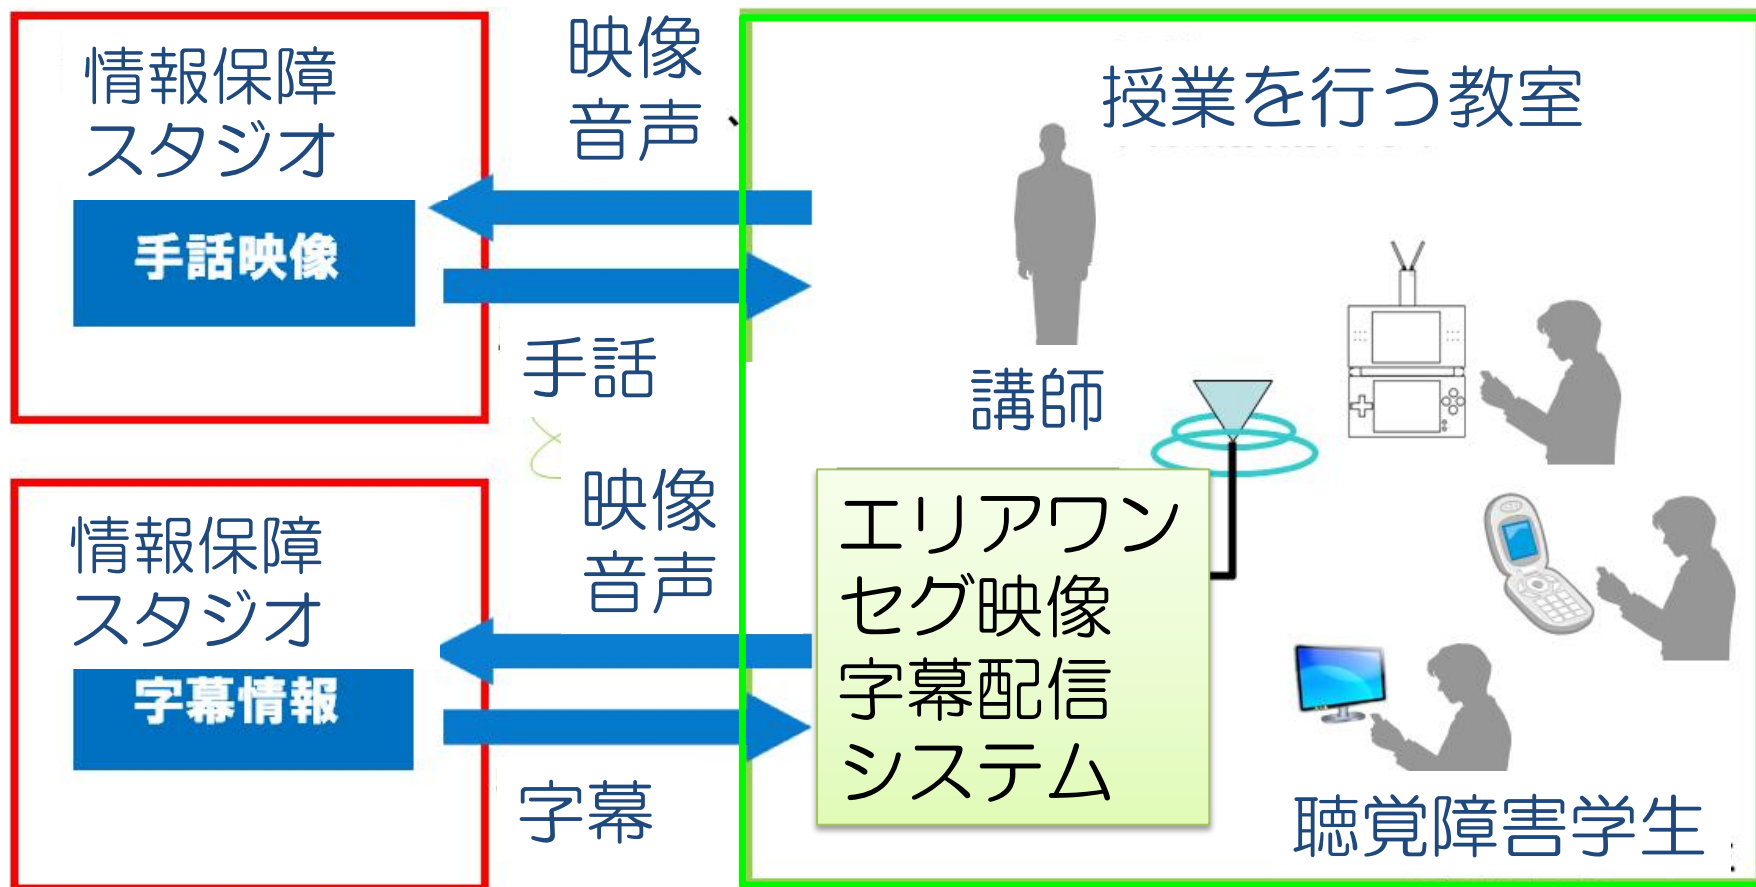 情報保障
スタジオ
手話映像
映像
音声
手話
情報保障
スタジオ
字幕情報
映像
音声
字幕
授業を行う教室
講師
エリアワン
セグ映像
字幕配信
システム
聴覚障害学生